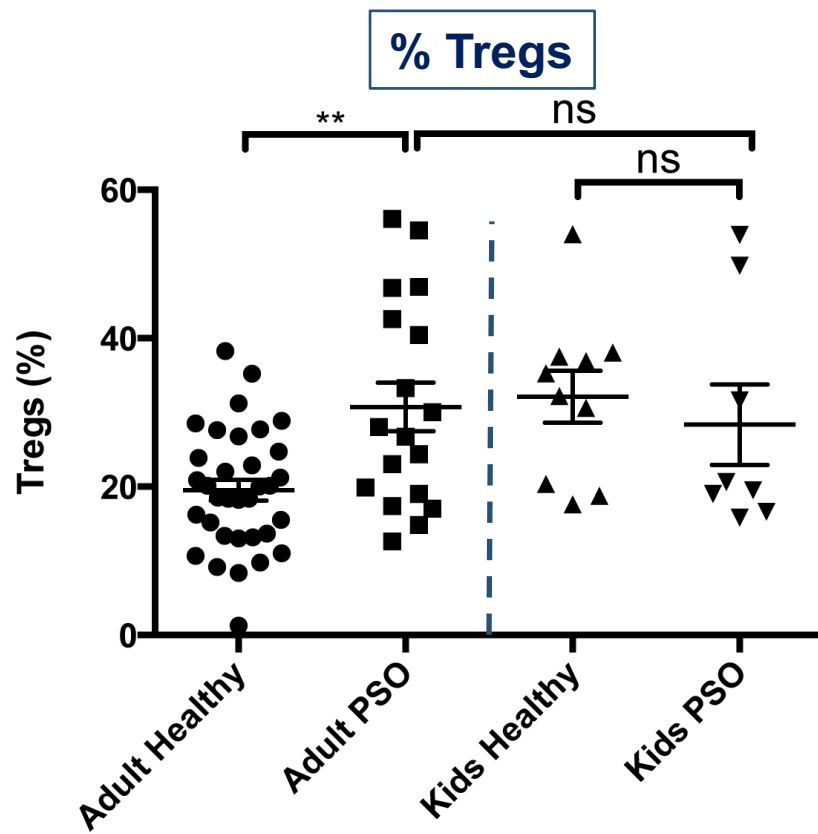 % Tregs
**
ns
ns
Tregs (%)
60
40
20
0
Adult Healthy
Adult PSO
Kids Healthy
Kids PSO